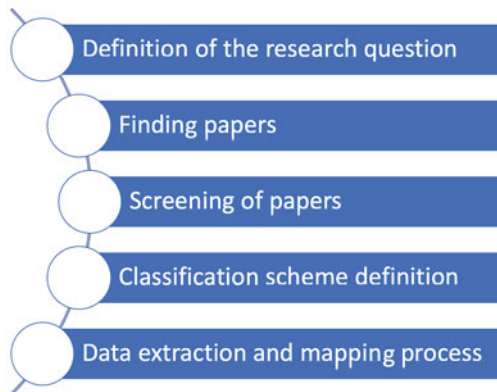 Definition of the research question
Finding papers
Screening of papers
Classification scheme definition
Data extraction and mapping process